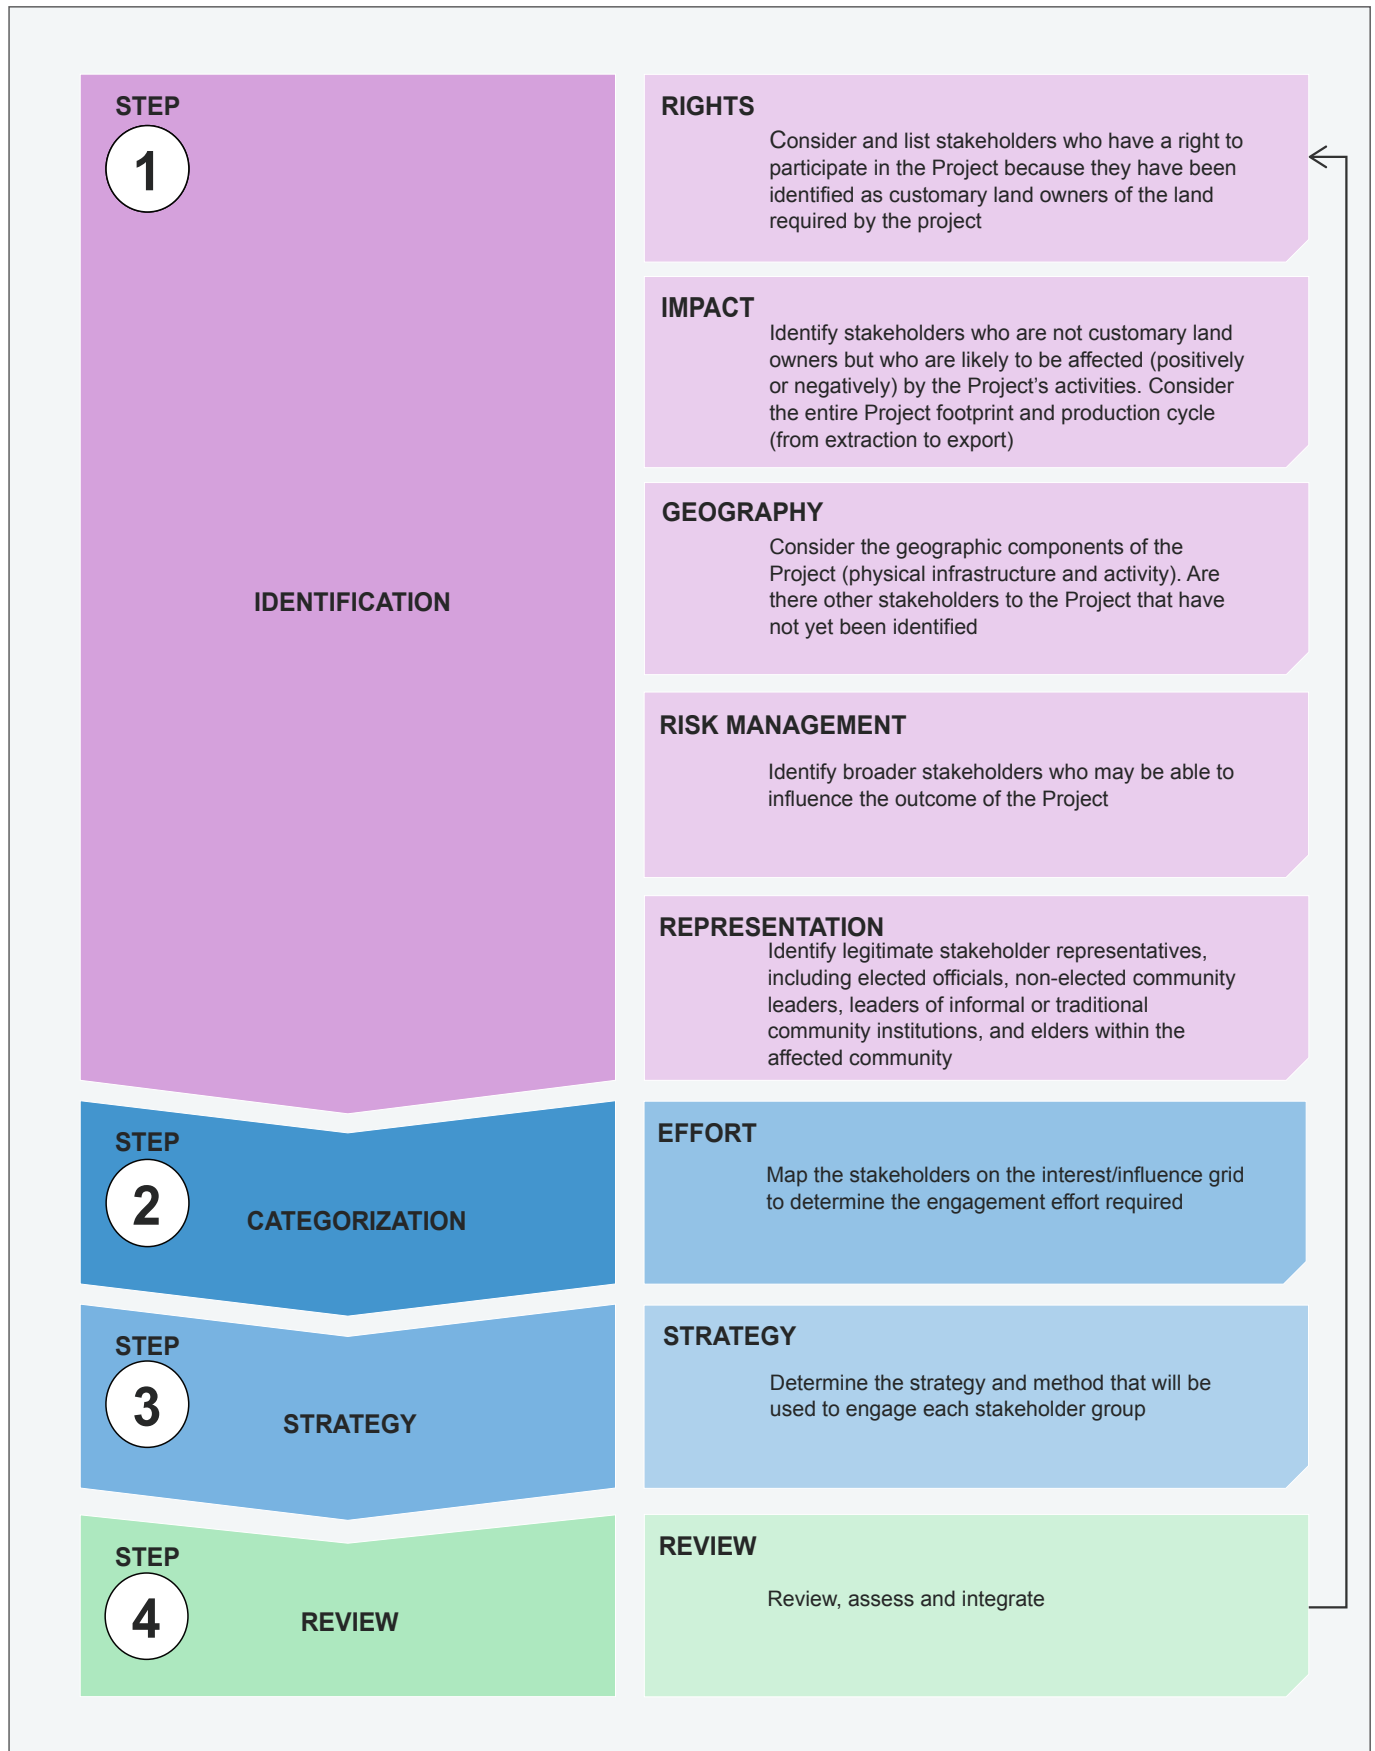 STEP
1
IDENTIFICATION
RIGHTS
Consider and list stakeholders who have a right to
participate in the Project because they have been
identified as customary land owners of the land
required by the project
IMPACT
Identify stakeholders who are not customary land
owners but who are likely to be affected (positively
or negatively) by the Project’s activities. Consider
the entire Project footprint and production cycle
(from extraction to export)
GEOGRAPHY
Consider the geographic components of the
Project (physical infrastructure and activity). Are
there other stakeholders to the Project that have
not yet been identified
RISK MANAGEMENT
Identify broader stakeholders who may be able to
influence the outcome of the Project
REPRESENTATION
Identify legitimate stakeholder representatives,
including elected officials, non-elected community
leaders, leaders of informal or traditional
community institutions, and elders within the
affected community
STEP
2
CATEGORIZATION
EFFORT
Map the stakeholders on the interest/influence grid
to determine the engagement effort required
STEP
3
STRATEGY
STRATEGY
Determine the strategy and method that will be
used to engage each stakeholder group
STEP
4
REVIEW
REVIEW
Review, assess and integrate